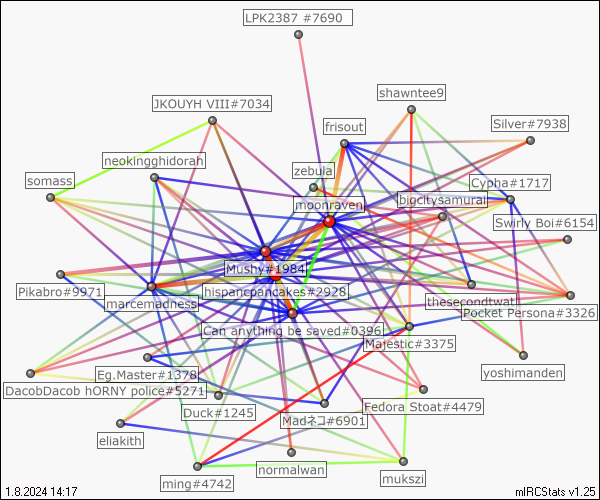 LPK2387 #7690
shawntee9
JKOUYH VIII#7034
Silver#7938
frisout
neokingghidorah
zebula
somass
Cypha#1717
bigcitysamurai
moonraven
Swirly Boi#6154
Mushy#1984
Pikabro#9971
hispancpancakes#2928
thesecondtwat
marcemadness
Pocket Persona#3326
Can anything be saved#0396
Majestic#3375
Eg.Master#1378
yoshimanden
DacobDacob hORNY police#5271
Fedora Stoat#4479
Duck#1245
Madネコ#6901
eliakith
normalwan
mukszi
ming#4742
1.8.2024 14:17
mIRCStats v1.25